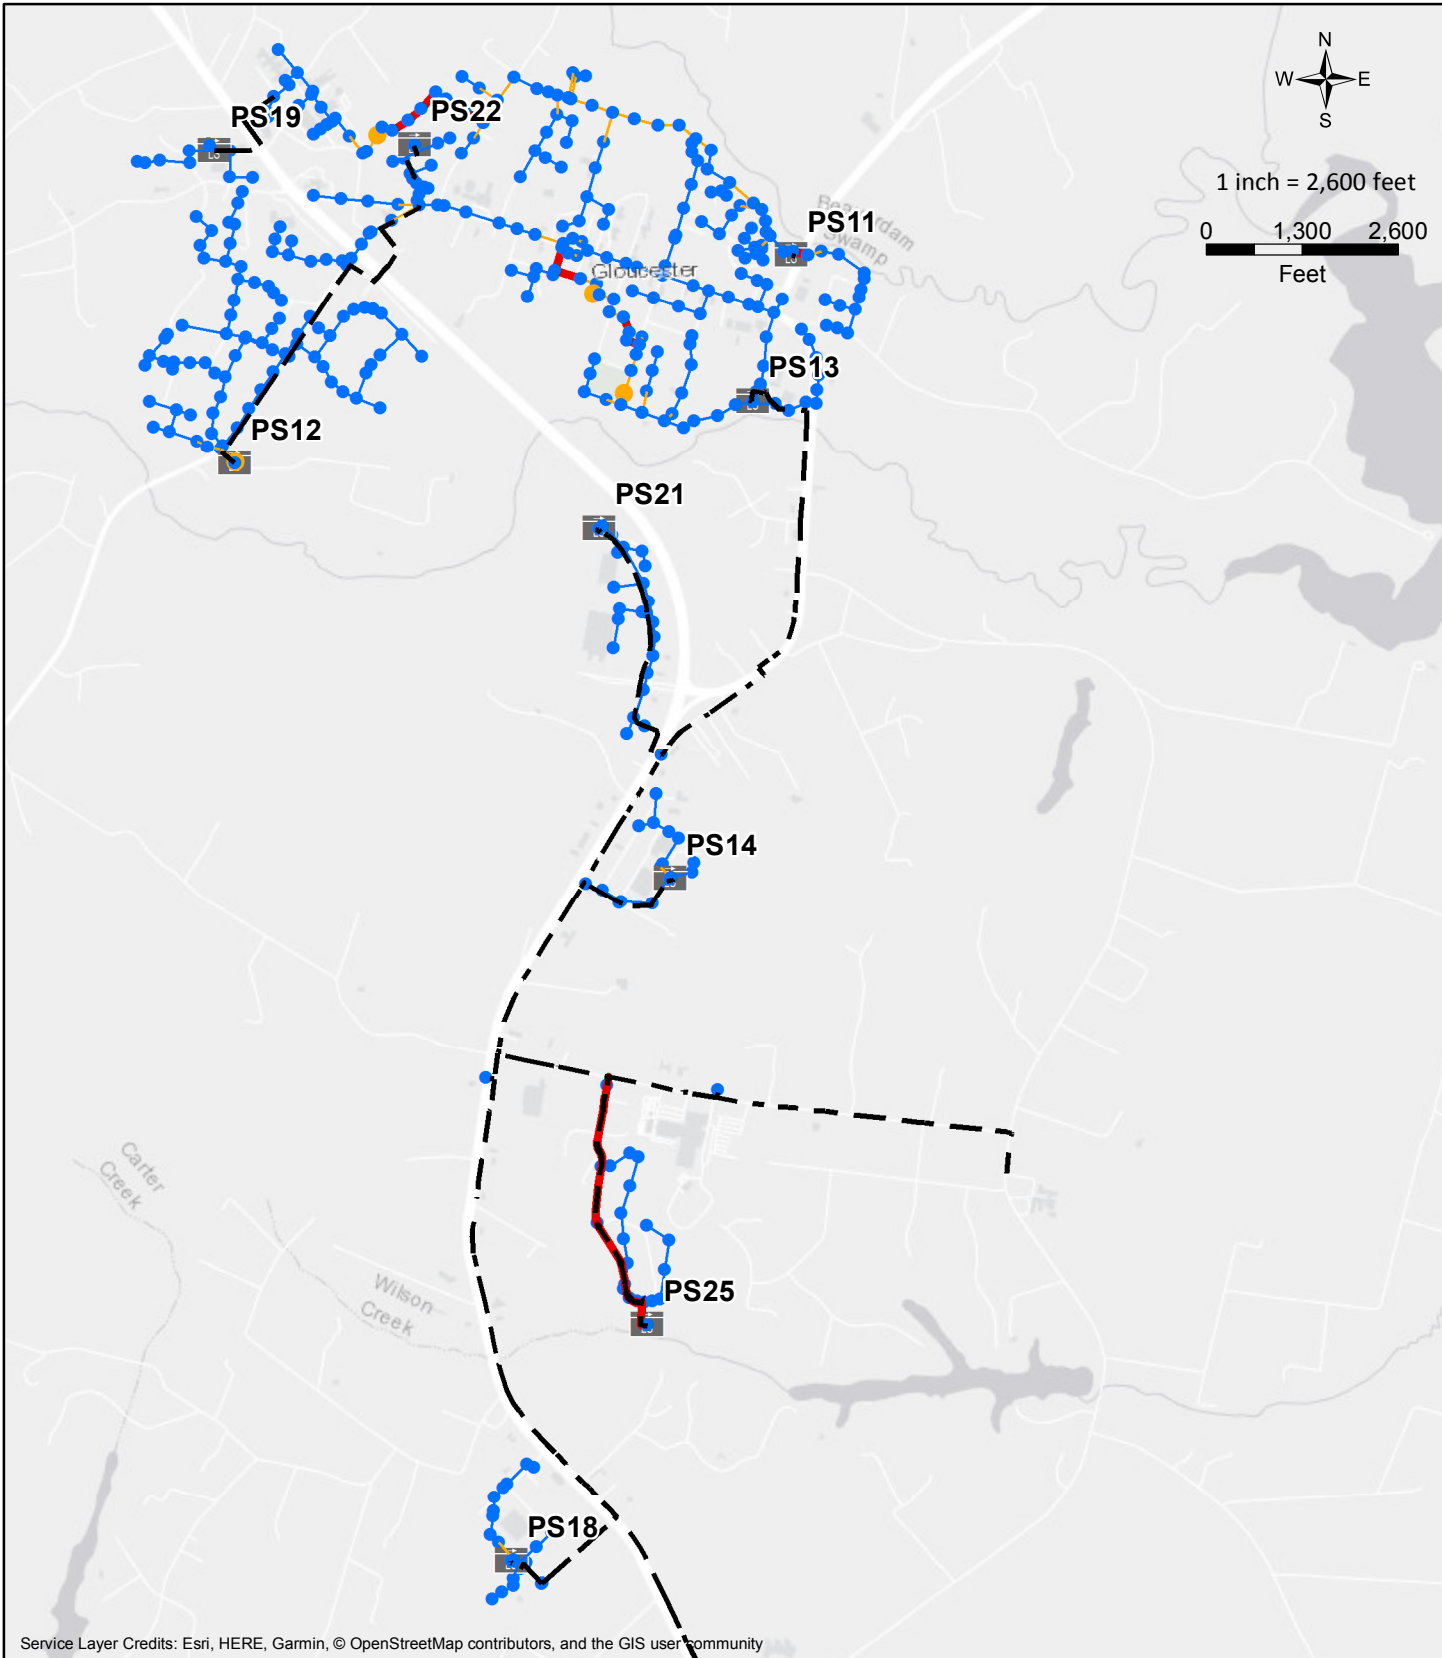 N
W E
S
1 inch = 2,600 feet
0 1,300 2,600
Feet
PS19
PS22
Beaverdam
Swamp
PS11
Gloucester
PS13
PS12
PS21
PS14
Carter
Creek
Wilson
Creek
PS25
PS18
Service Layer Credits: Esri, HERE, Garmin, © OpenStreetMap contributors, and the GIS user community